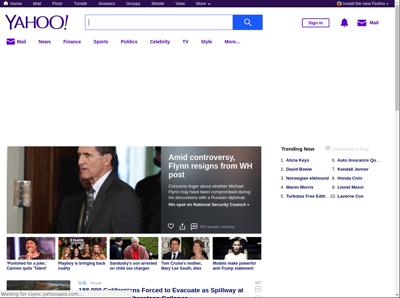 Home Mail Flickr Tumblr Answers Groups Mobile More Install the new Firefox »
YAHOO!
Sign in Mail
Mail News Finance Sports Politics Celebrity TV Style More...
Amid controversy,
Flynn resigns from WH
post
Concerns linger about whether Michael
Flynn may have been compromised during
his discussions with a Russian diplomat.
His spot on National Security Council »
people reacting
Trending Now Valentine's Day
1. Alicia Keys
2. David Bowie
3. Norwegian elkhound
4. Maren Morris
5. Turbotax Free Editi...
6. Auto Insurance Qu...
7. Kendall Jenner
8. Honda Civic
9. Lionel Messi
10. Laverne Cox
'Punished for a joke,'
Cannon quits 'Talent'
Playboy is bringing back
nudity
Sandusky's son arrested
on child sex charges
Tom Cruise's mother,
Mary Lee South, dies
Models make powerful
anti-Trump statement
U.S. People
188,000 Californians Forced to Evacuate as Spillway at
Waiting for csync.yahooapis.com...